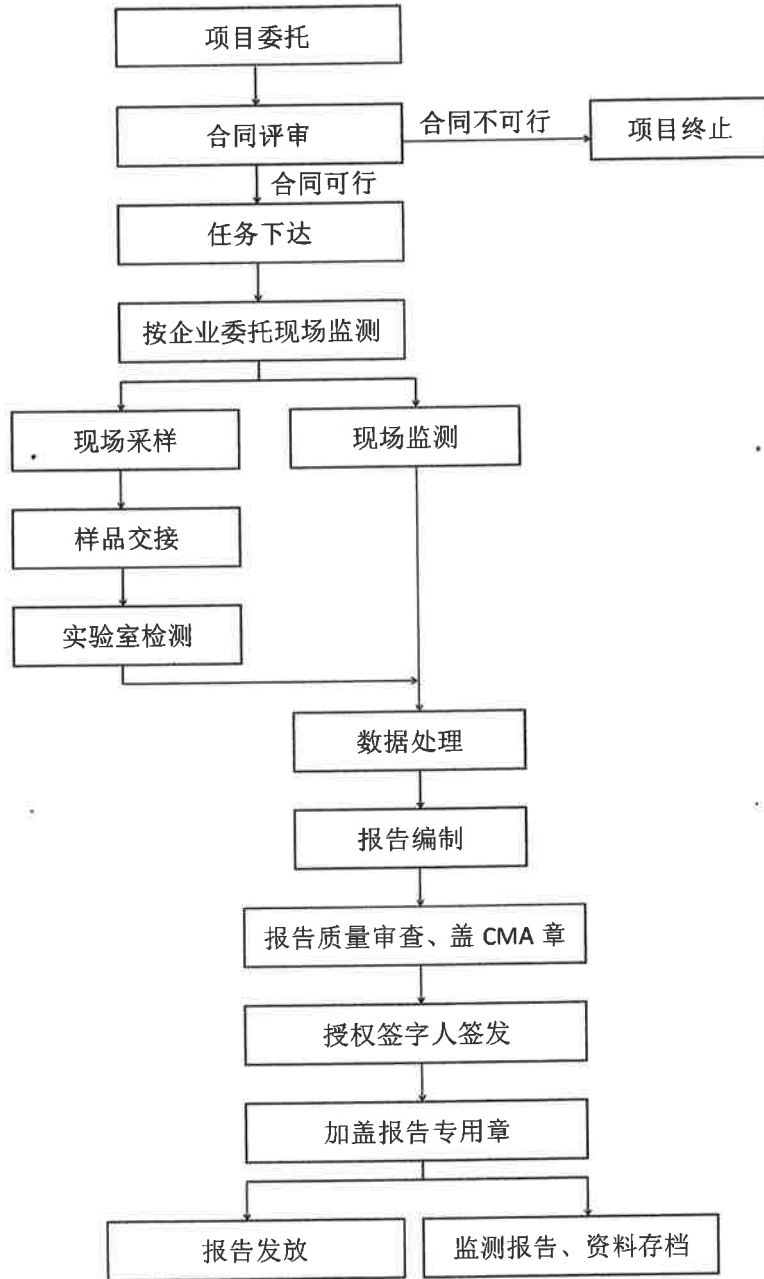 项目委托
合同评审
合同不可行
项目终止
合同可行
任务下达
按企业委托现场监测
现场采样
现场监测
样品交接
实验室检测
数据处理
报告编制
报告质量审查、盖 CMA 章
授权签字人签发
加盖报告专用章
报告发放
监测报告、资料存档